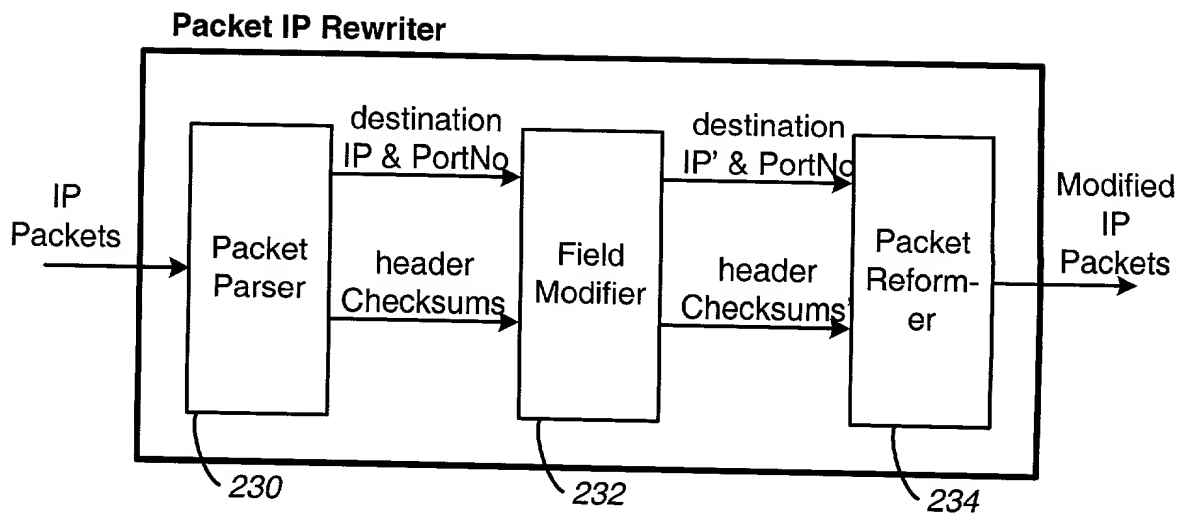 Packet IP Rewriter
IP
Packets
Packet
Parser
destination
IP & PortNo
header
Checksums
Field
Modifier
destination
IP' & PortNo
header
Checksums'
Packet
Reform-
er
Modified
IP
Packets
230
232
234